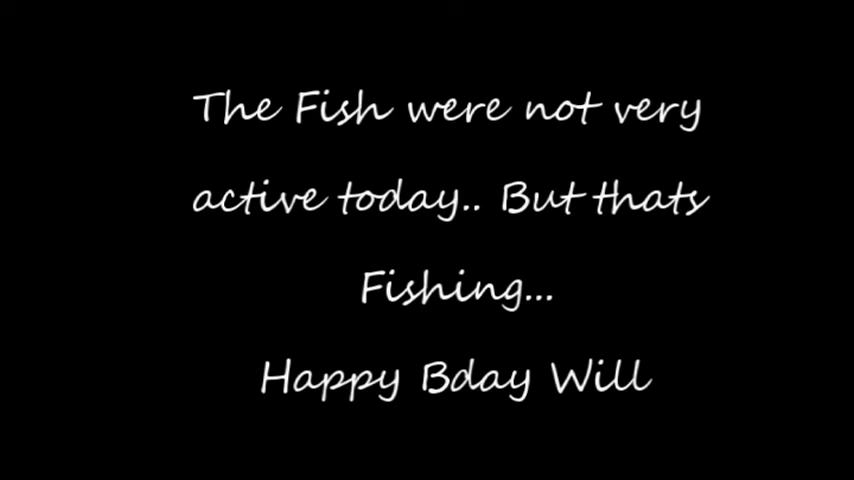 The Fish were not very
active today.. But thats
Fishing...
Happy Bday Will